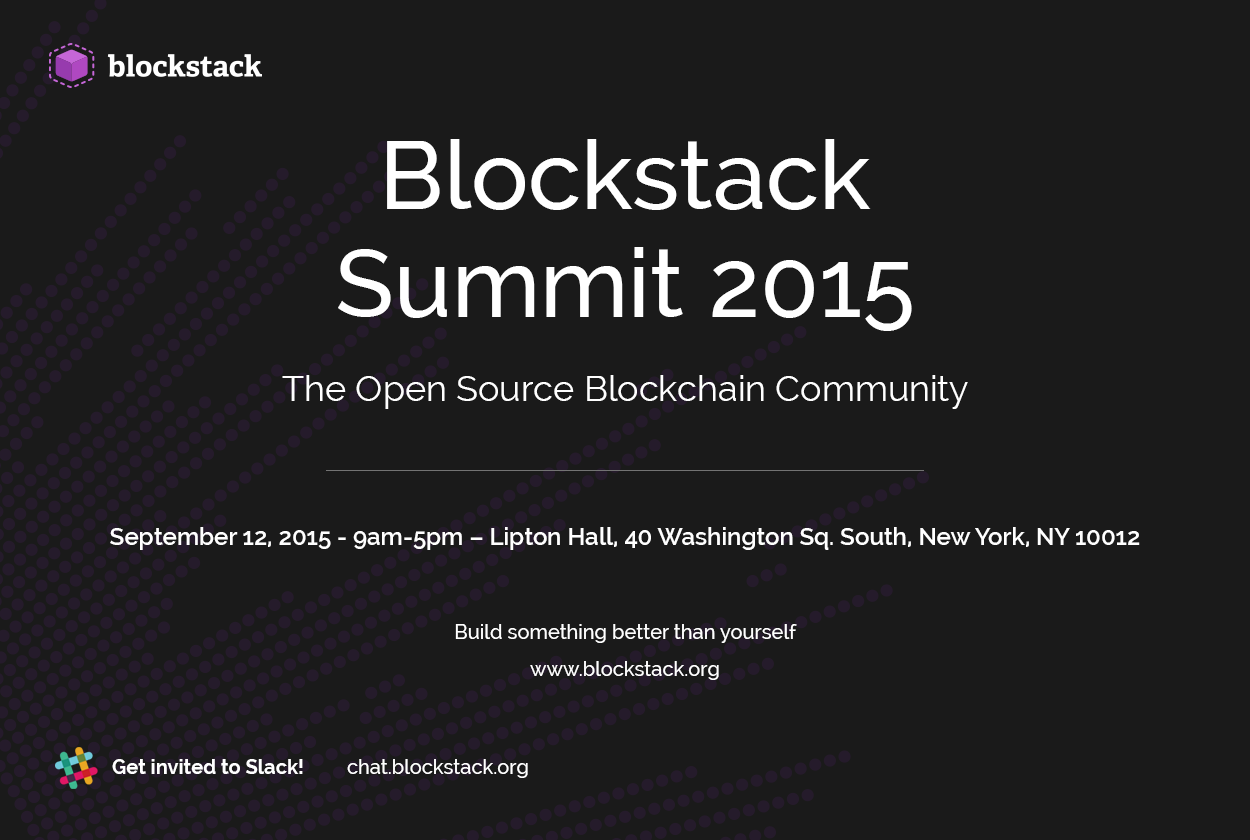 blockstack
Blockstack
Summit 2015
The Open Source Blockchain Community
September 12, 2015 - 9am-5pm – Lipton Hall, 40 Washington Sq. South, New York, NY 10012
Build something better than yourself
www.blockstack.org
Get invited to Slack! chat.blockstack.org